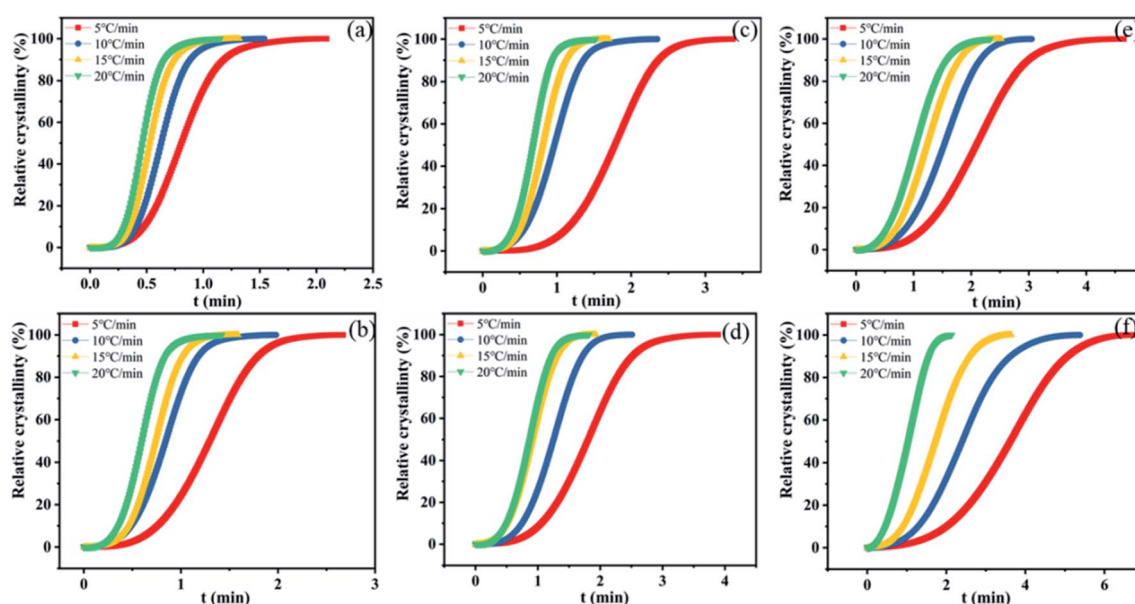 (a)
5℃/min
10℃/min
15℃/min
20℃/min
Relative crystallinty (%)
100
80
60
40
20
0
0.0 0.5 1.0 1.5 2.0 2.5
t (min)
(c)
5℃/min
10℃/min
15℃/min
20℃/min
Relative crystallinty (%)
100
80
60
40
20
0
0 1 2 3
t (min)
(e)
5℃/min
10℃/min
15℃/min
20℃/min
Relative crystallinty (%)
100
80
60
40
20
0
0 1 2 3 4
t (min)
(b)
5℃/min
10℃/min
15℃/min
20℃/min
Relative crystallinty (%)
100
80
60
40
20
0
0 1 2 3
t (min)
(d)
5℃/min
10℃/min
15℃/min
20℃/min
Relative crystallinty (%)
100
80
60
40
20
0
0 1 2 3 4
t (min)
(f)
5℃/min
10℃/min
15℃/min
20℃/min
Relative crystallinty (%)
100
80
60
40
20
0
0 2 4 6
t (min)